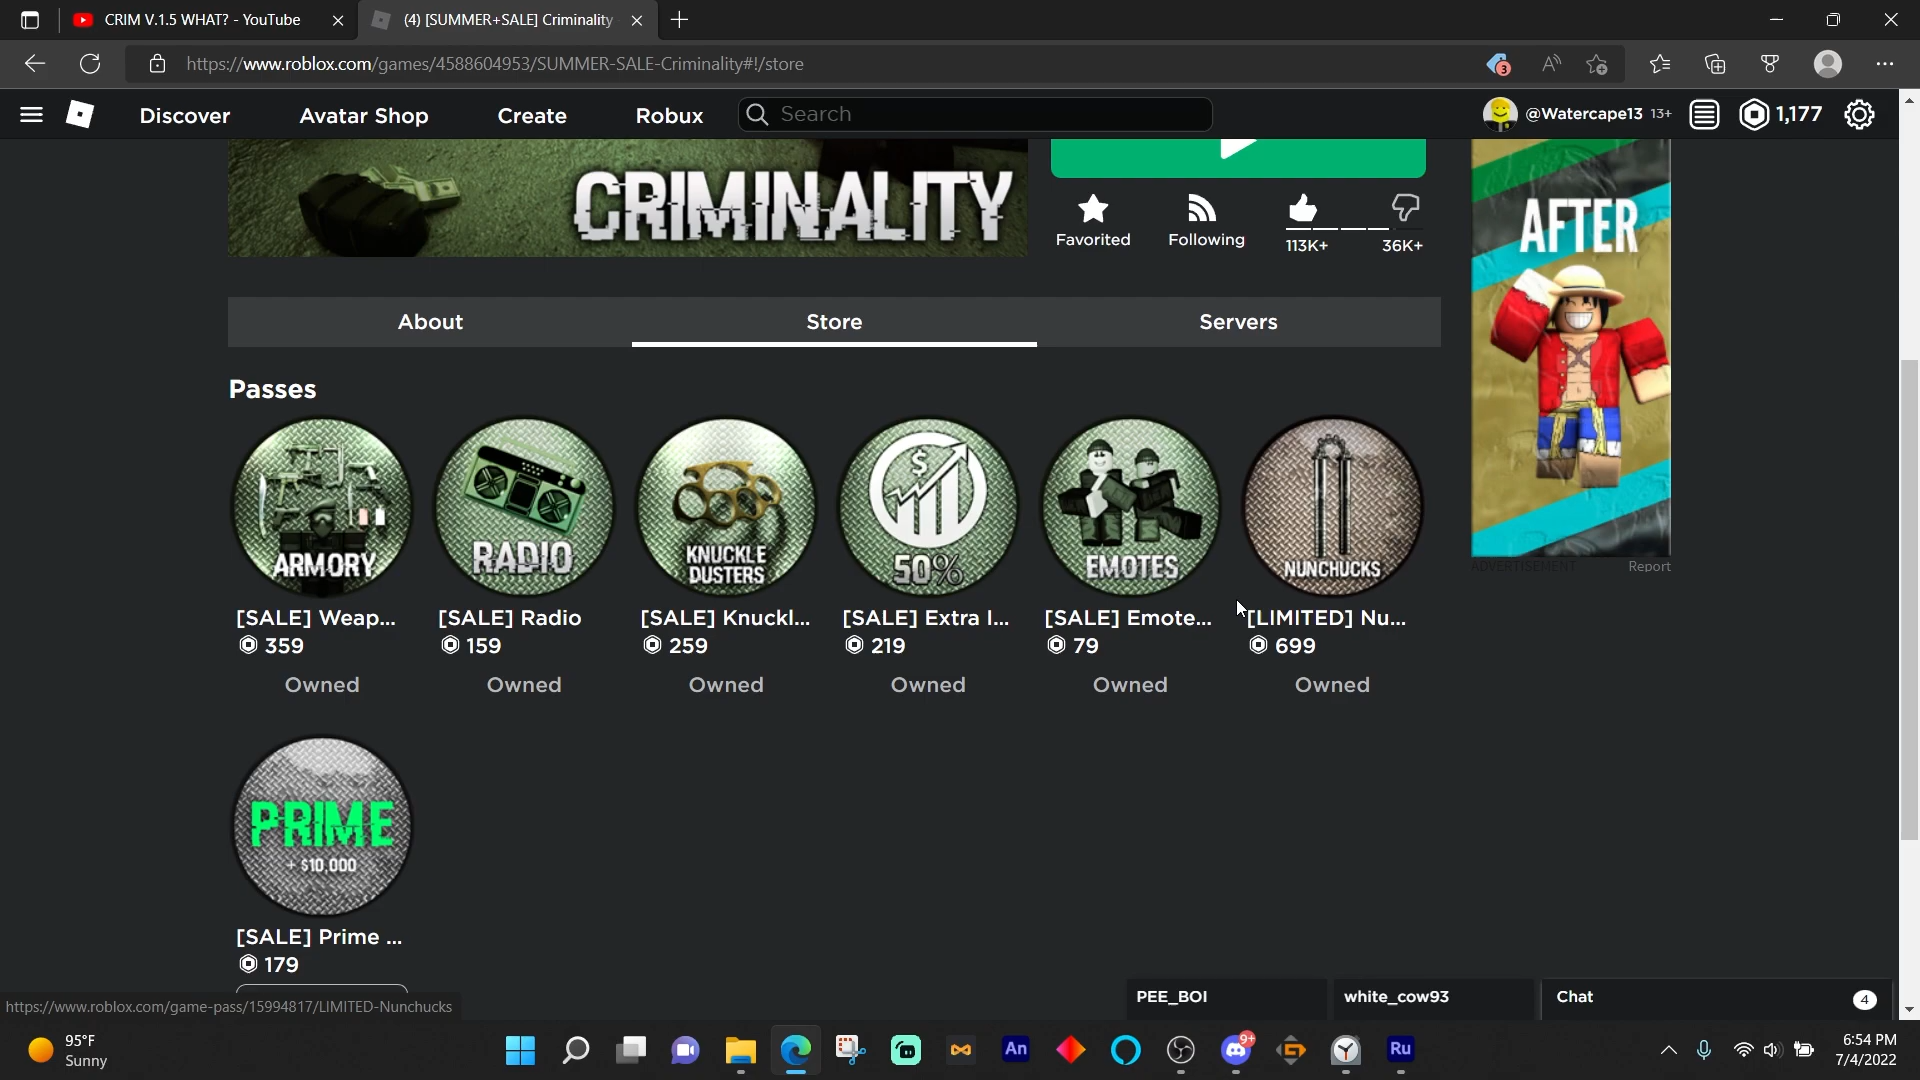 CRIM V.1.5 WHAT? - YouTube
(4) [SUMMER+SALE] Criminality
https://www.roblox.com/games/4588604953/SUMMER-SALE-Criminality#!/store
3
Discover
Avatar Shop
Create
Robux
Search
@Watercape13 13+
1,177
CRIMINALITY
Favorited
Following
113K+
36K+
AFTER
ADVERTISEMENT
Report
About
Store
Servers
Passes
ARMORY
RADIO
KNUCKLE
DUSTERS
$
50%
EMOTES
NUNCHUCKS
[SALE] Weap...
[SALE] Radio
[SALE] Knuckl...
[SALE] Extra I...
[SALE] Emote...
[LIMITED] Nu...
359
159
259
219
79
699
Owned
Owned
Owned
Owned
Owned
Owned
PRIME
+ $10,000
[SALE] Prime ...
179
PEE_BOI
white_cow93
Chat
4
https://www.roblox.com/game-pass/15994817/LIMITED-Nunchucks
95°F
Sunny
An
9+
Ru
6:54 PM
7/4/2022